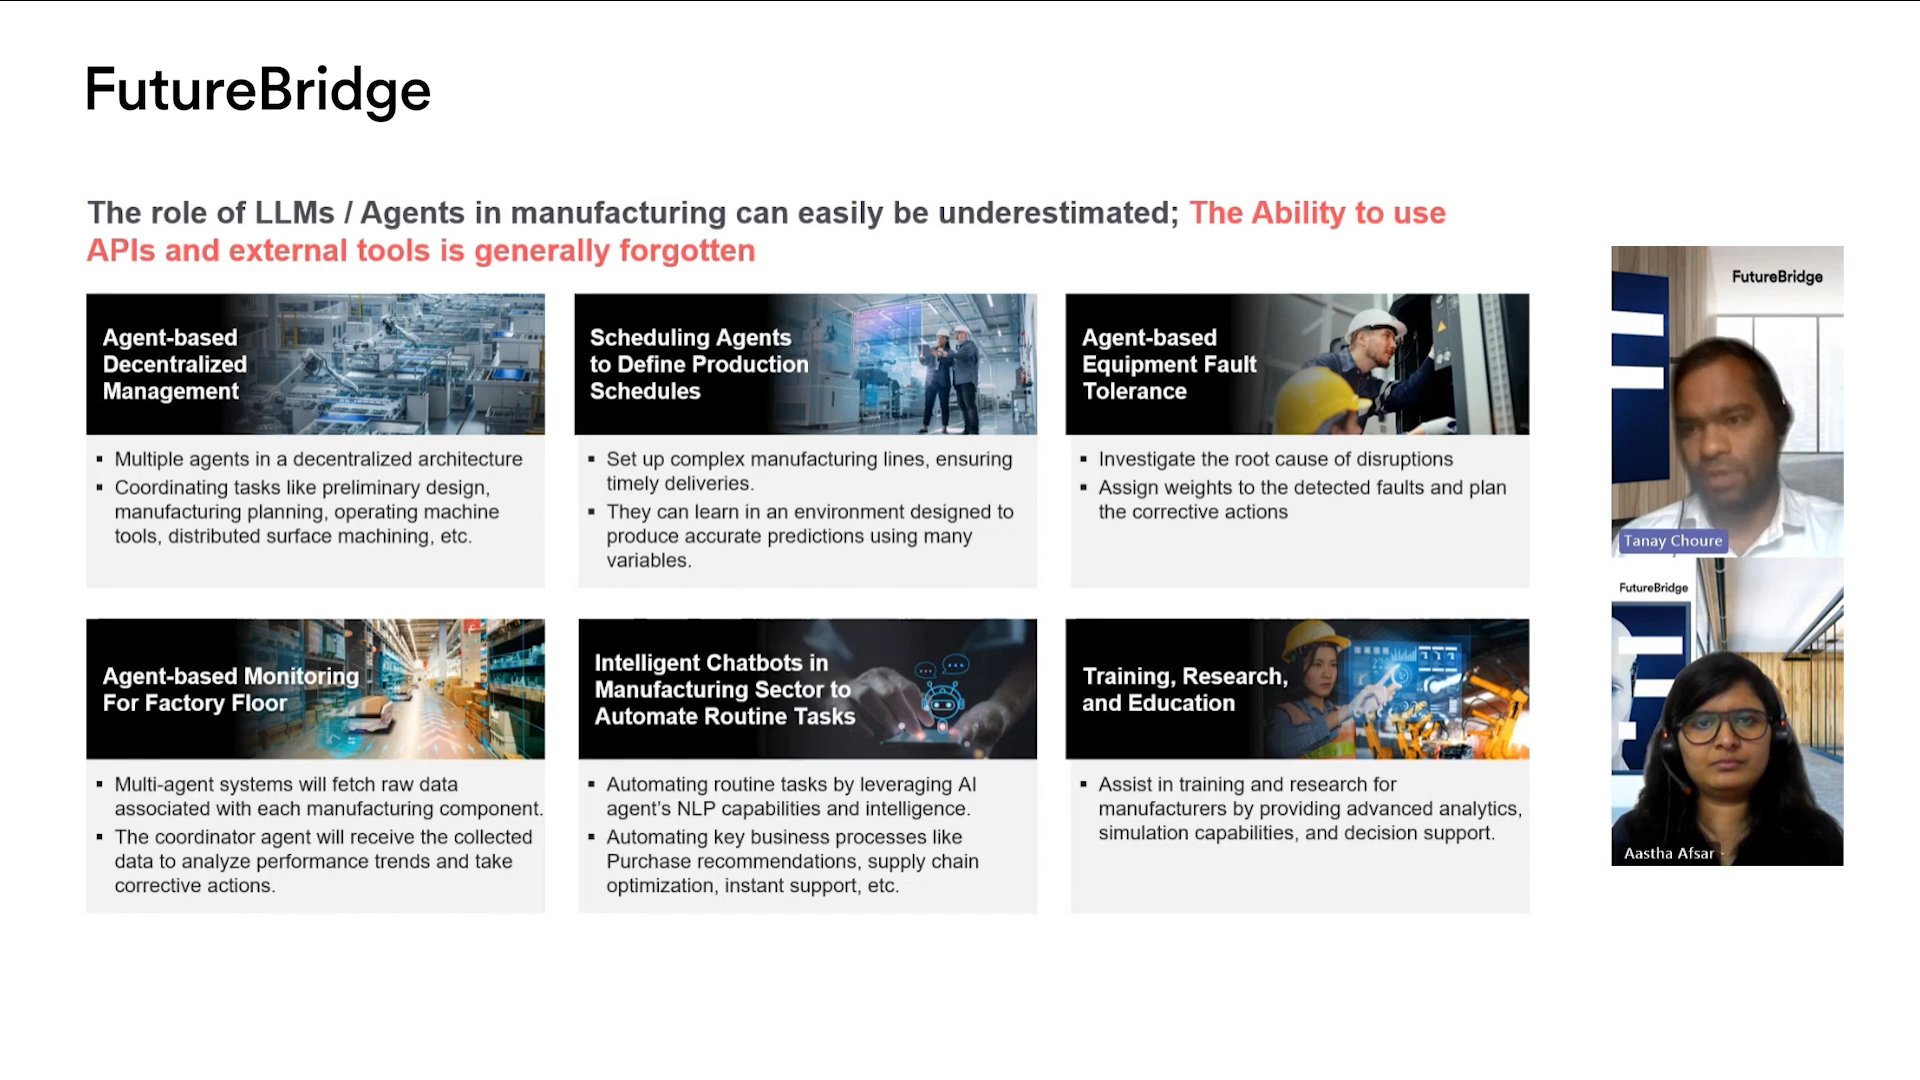 FutureBridge
The role of LLMs / Agents in manufacturing can easily be underestimated; The Ability to use
APIs and external tools is generally forgotten
Agent-based
Decentralized
Management
▪ Multiple agents in a decentralized architecture
▪ Coordinating tasks like preliminary design,
manufacturing planning, operating machine
tools, distributed surface machining, etc.
Scheduling Agents
to Define Production
Schedules
▪ Set up complex manufacturing lines, ensuring
timely deliveries.
▪ They can learn in an environment designed to
produce accurate predictions using many
variables.
Agent-based
Equipment Fault
Tolerance
▪ Investigate the root cause of disruptions
▪ Assign weights to the detected faults and plan
the corrective actions
Agent-based Monitoring
For Factory Floor
▪ Multi-agent systems will fetch raw data
associated with each manufacturing component.
▪ The coordinator agent will receive the collected
data to analyze performance trends and take
corrective actions.
Intelligent Chatbots in
Manufacturing Sector to
Automate Routine Tasks
▪ Automating routine tasks by leveraging AI
agent's NLP capabilities and intelligence.
▪ Automating key business processes like
Purchase recommendations, supply chain
optimization, instant support, etc.
Training, Research,
and Education
▪ Assist in training and research for
manufacturers by providing advanced analytics,
simulation capabilities, and decision support.
FutureBridge
Tanay Choure
FutureBridge
Aastha Afsar